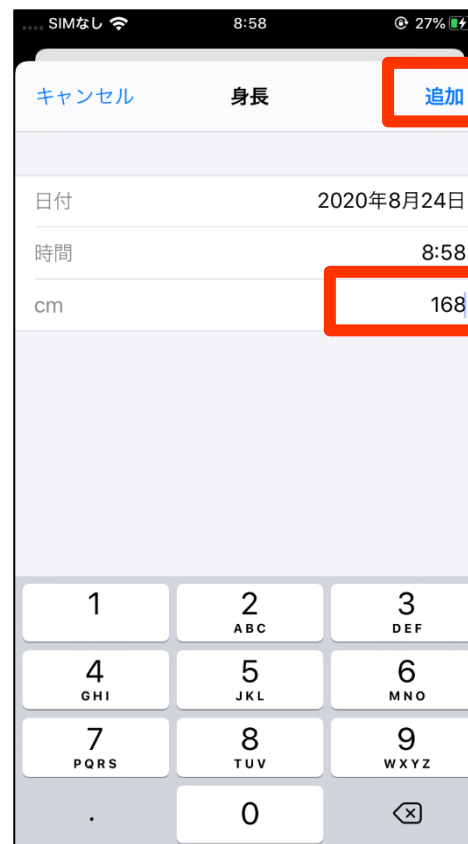 SIMなし 8:58 27%
キャンセル 身長 追加
日付 2020年8月24日
時間 8:58
cm 168
1 2 3
ABC DEF
4 5 6
GHI JKL MNO
7 8 9
PQRS TUV WXYZ
. 0